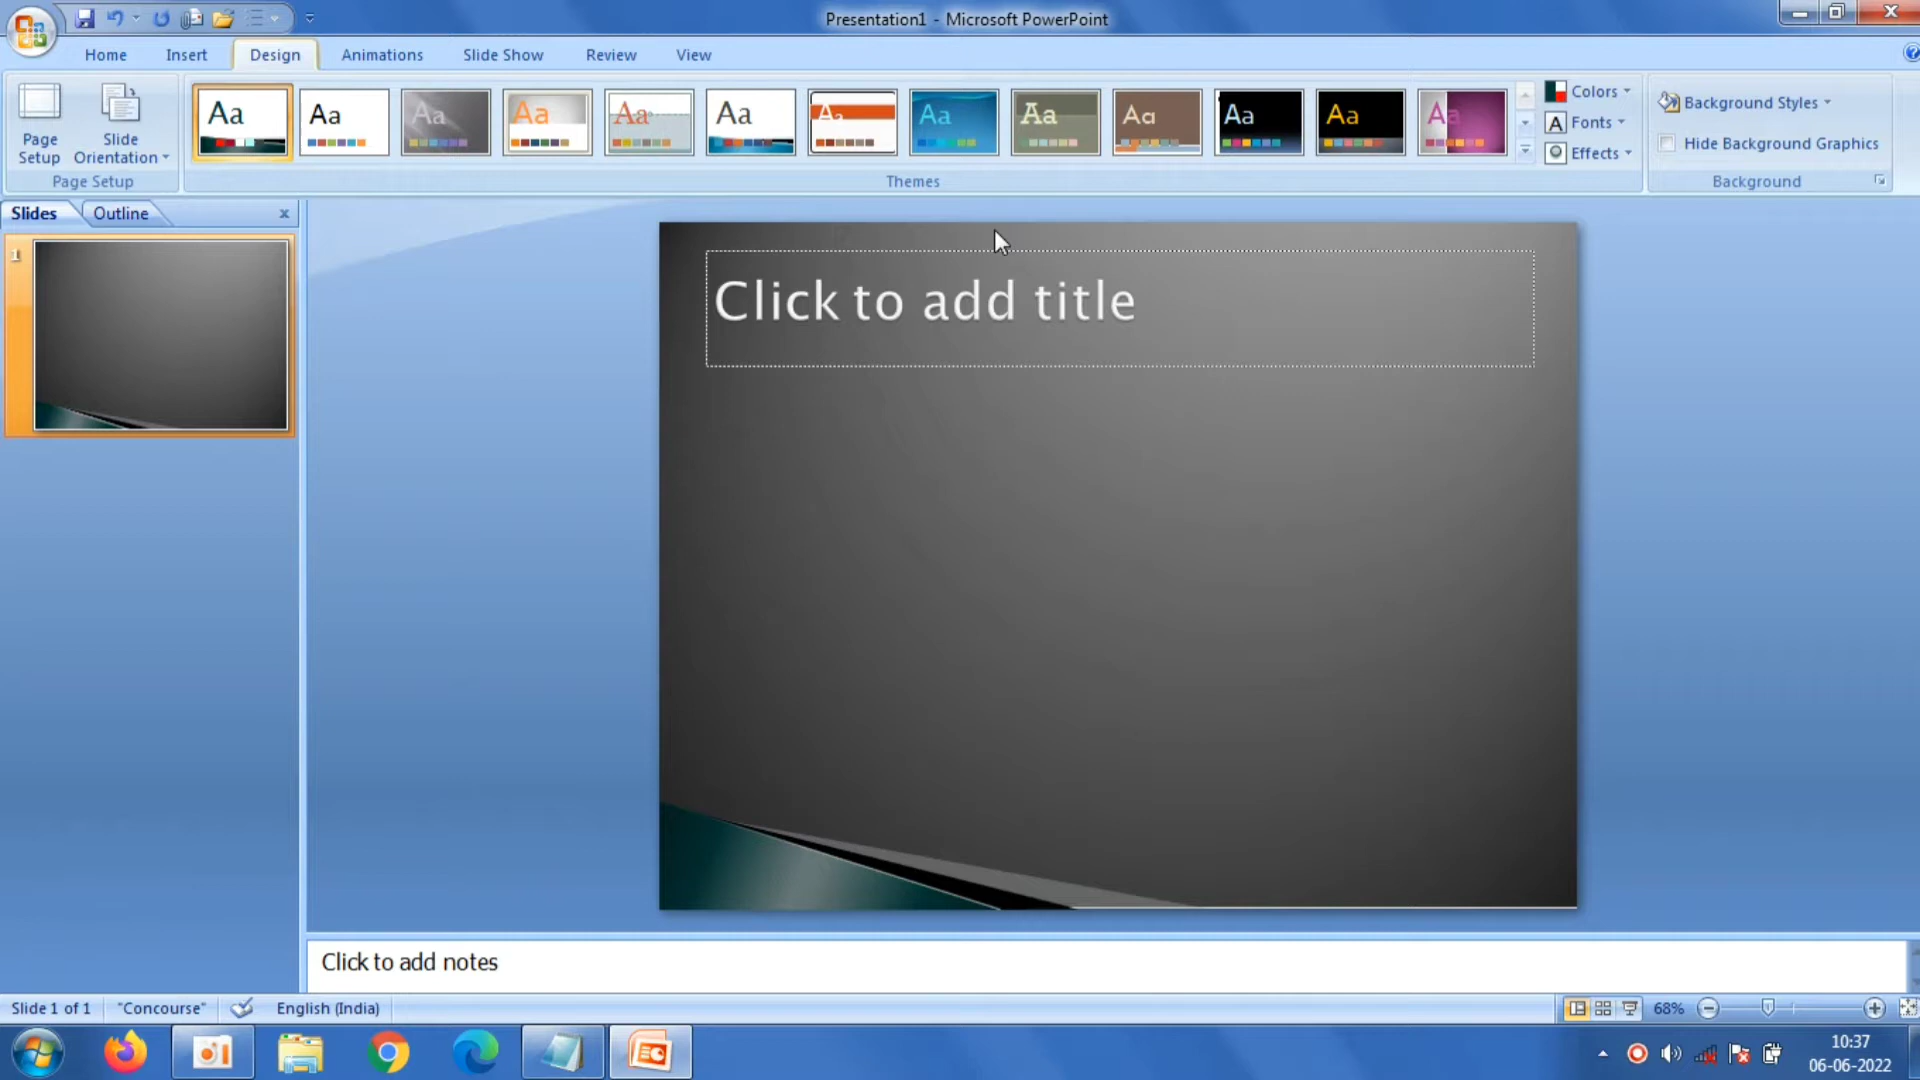 Presentation1 - Microsoft PowerPoint
Home Insert Design Animations Slide Show Review View
Page Setup
Slide Orientation
Page Setup
Aa Aa Aa Aa Aa Aa Aa Aa Aa Aa Aa Aa Aa
Themes
Colors
A Fonts
Effects
Background Styles
Hide Background Graphics
Background
Slides Outline
1
Click to add title
Click to add notes
Slide 1 of 1 "Concourse" English (India)
68%
10:37
06-06-2022